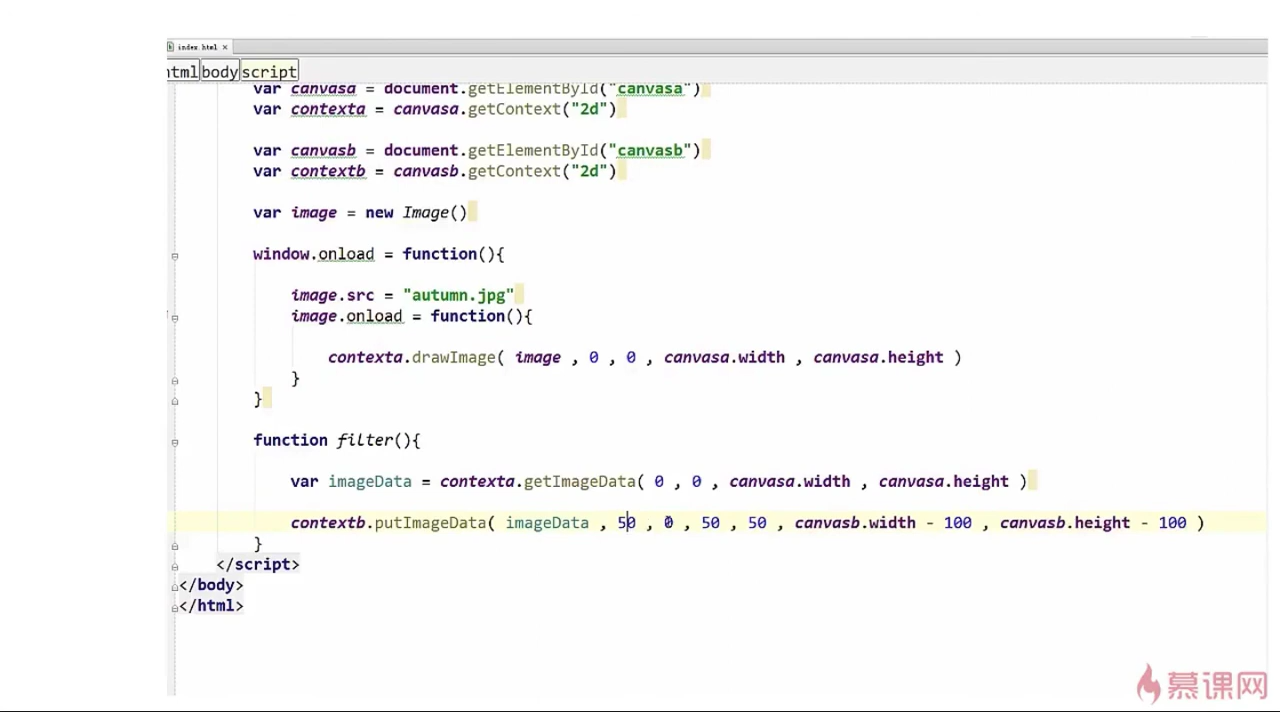 index.html ×
html body script
var canvasa = document.getElementById("canvasa")
var contexta = canvasa.getContext("2d")
var canvasb = document.getElementById("canvasb")
var contextb = canvasb.getContext("2d")
var image = new Image()
window.onload = function(){
image.src = "autumn.jpg"
image.onload = function(){
contexta.drawImage( image , 0 , 0 , canvasa.width , canvasa.height )
}
}
function filter(){
var imageData = contexta.getImageData( 0 , 0 , canvasa.width , canvasa.height )
contextb.putImageData( imageData , 50 , 0 , 50 , 50 , canvasb.width - 100 , canvasb.height - 100 )
}
</script>
</body>
</html>
慕课网